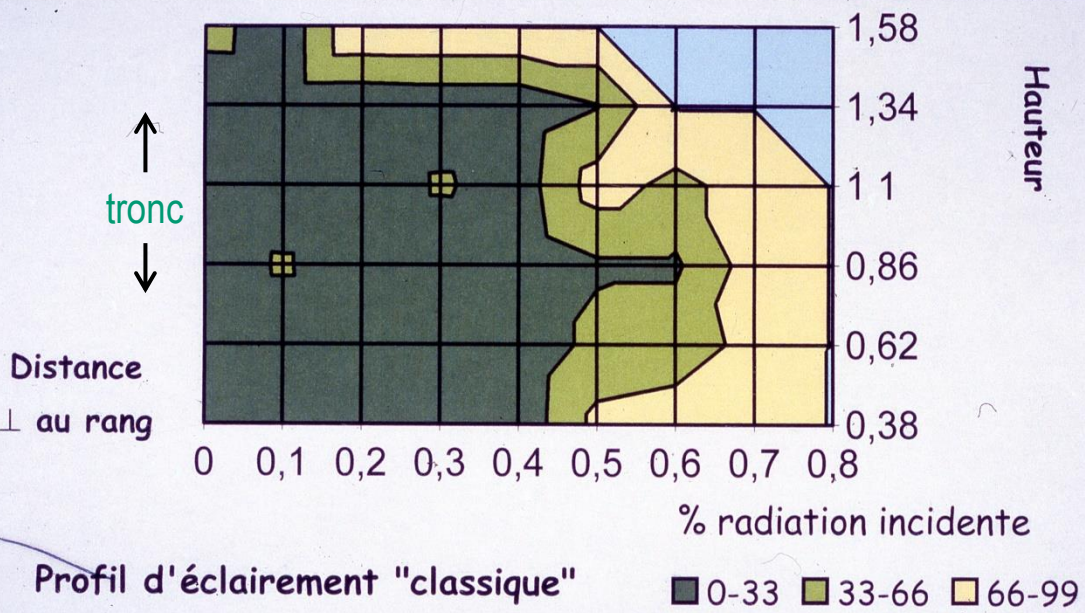 1,58
1,34
1 1
0,86
0,62
0,38
Hauteur
tronc
Distance
⊥ au rang
0 0,1 0,2 0,3 0,4 0,5 0,6 0,7 0,8
% radiation incidente
Profil d'éclairement "classique"
0-33 33-66 66-99